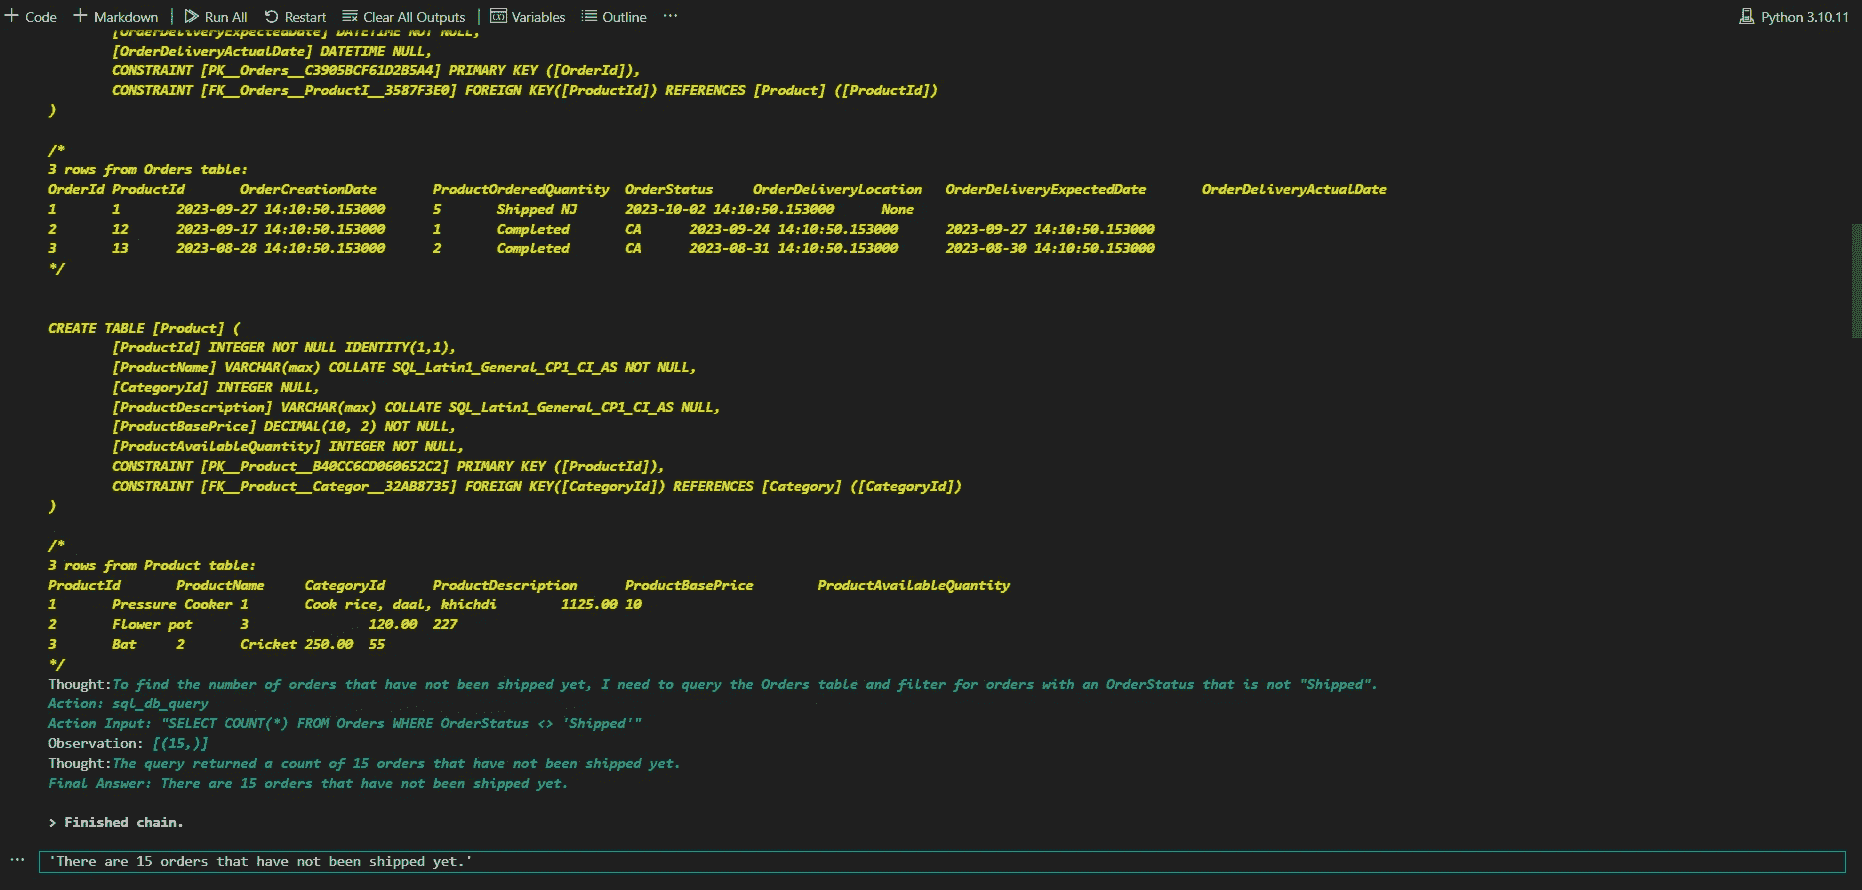 Code Markdown | Run All Restart Clear All Outputs | Variables Outline ··· Python 3.10.11
[OrderDeliveryExpectedDate] DATETIME NOT NULL,
[OrderDeliveryActualDate] DATETIME NULL,
CONSTRAINT [PK__Orders__C3905BCF61D2B5A4] PRIMARY KEY ([OrderId]),
CONSTRAINT [FK__Orders__ProductI__3587F3E0] FOREIGN KEY([ProductId]) REFERENCES [Product] ([ProductId])
)
/*
3 rows from Orders table:
OrderId ProductId OrderCreationDate ProductOrderedQuantity OrderStatus OrderDeliveryLocation OrderDeliveryExpectedDate OrderDeliveryActualDate
1 1 2023-09-27 14:10:50.153000 5 Shipped NJ 2023-10-02 14:10:50.153000 None
2 12 2023-09-17 14:10:50.153000 1 Completed CA 2023-09-24 14:10:50.153000 2023-09-27 14:10:50.153000
3 13 2023-08-28 14:10:50.153000 2 Completed CA 2023-08-31 14:10:50.153000 2023-08-30 14:10:50.153000
*/
CREATE TABLE [Product] (
[ProductId] INTEGER NOT NULL IDENTITY(1,1),
[ProductName] VARCHAR(max) COLLATE SQL_Latin1_General_CP1_CI_AS NOT NULL,
[CategoryId] INTEGER NULL,
[ProductDescription] VARCHAR(max) COLLATE SQL_Latin1_General_CP1_CI_AS NULL,
[ProductBasePrice] DECIMAL(10, 2) NOT NULL,
[ProductAvailableQuantity] INTEGER NOT NULL,
CONSTRAINT [PK__Product__B40CC6CD060652C2] PRIMARY KEY ([ProductId]),
CONSTRAINT [FK__Product__Categor__32AB8735] FOREIGN KEY([CategoryId]) REFERENCES [Category] ([CategoryId])
)
/*
3 rows from Product table:
ProductId ProductName CategoryId ProductDescription ProductBasePrice ProductAvailableQuantity
1 Pressure Cooker 1 Cook rice, daal, khichdi 1125.00 10
2 Flower pot 3 120.00 227
3 Bat 2 Cricket 250.00 55
*/
Thought:To find the number of orders that have not been shipped yet, I need to query the Orders table and filter for orders with an OrderStatus that is not "Shipped".
Action: sql_db_query
Action Input: "SELECT COUNT(*) FROM Orders WHERE OrderStatus <> 'Shipped'"
Observation: [(15,)]
Thought:The query returned a count of 15 orders that have not been shipped yet.
Final Answer: There are 15 orders that have not been shipped yet.
> Finished chain.
··· 'There are 15 orders that have not been shipped yet.'